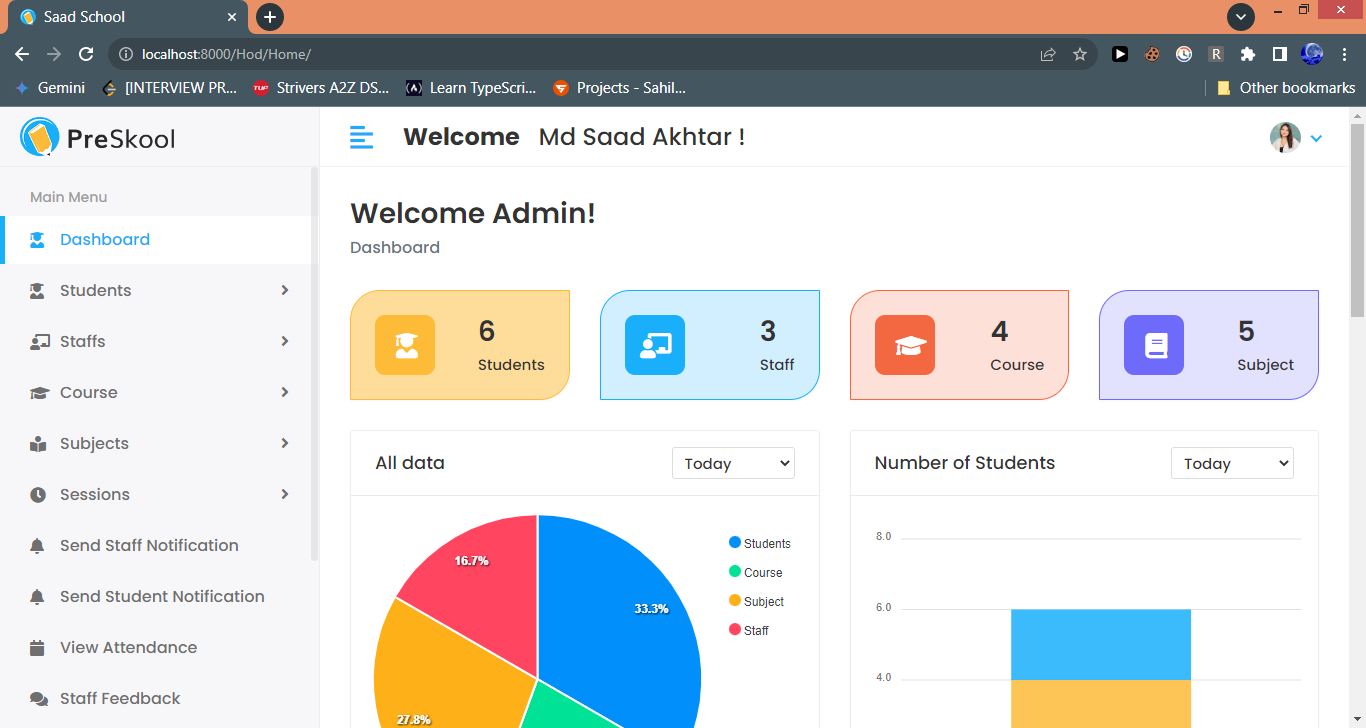 Saad School
localhost:8000/Hod/Home/
R
Gemini
[INTERVIEW PR...
TUF
Strivers A2Z DS...
Learn TypeScri...
Projects - Sahil...
Other bookmarks
PreSkool
Welcome Md Saad Akhtar !
Main Menu
Dashboard
Students
Staffs
Course
Subjects
Sessions
Send Staff Notification
Send Student Notification
View Attendance
Staff Feedback
Welcome Admin!
Dashboard
6
Students
3
Staff
4
Course
5
Subject
All data
Today
16.7%
33.3%
27.8%
Students
Course
Subject
Staff
Number of Students
Today
8.0
6.0
4.0